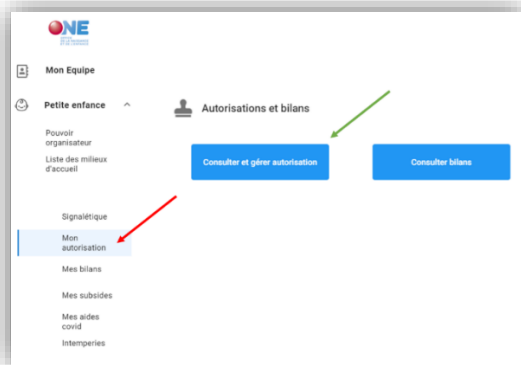 ONE
Mon Equipe
Petite enfance
Autorisations et bilans
Pouvoir
organisateur
Consulter et gérer autorisation
Consulter bilans
Liste des milieux
d'accueil
Signalétique
Mon
autorisation
Mes bilans
Mes subsides
Mes aides
covid
Intemperies